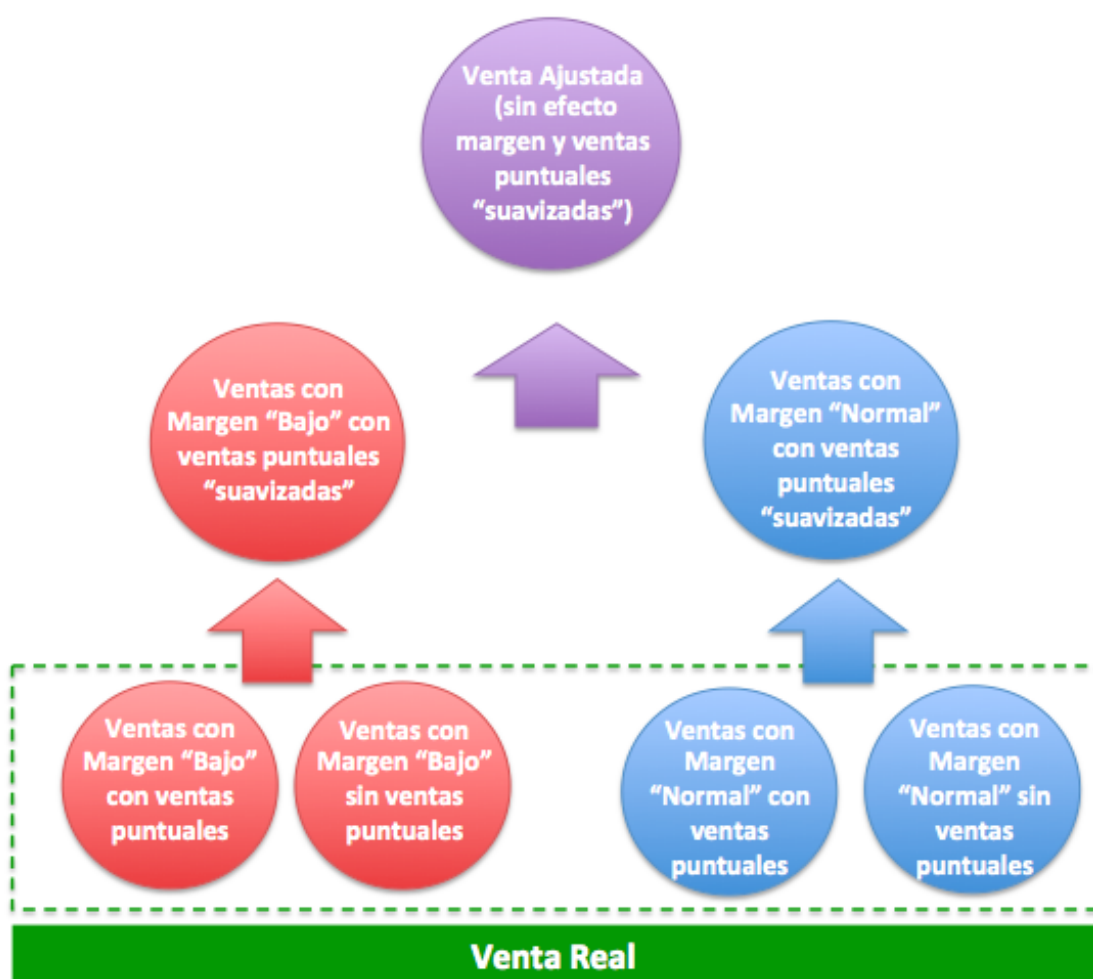 Venta Ajustada
(sin efecto
margen y ventas
puntuales
“suavizadas”)
Ventas con
Margen “Bajo” con
ventas puntuales
“suavizadas”
Ventas con
Margen “Normal”
con ventas
puntuales
“suavizadas”
Ventas con
Margen “Bajo”
con ventas
puntuales
Ventas con
Margen “Bajo”
sin ventas
puntuales
Ventas con
Margen
“Normal” con
ventas
puntuales
Ventas con
Margen
“Normal” sin
ventas
puntuales
Venta Real